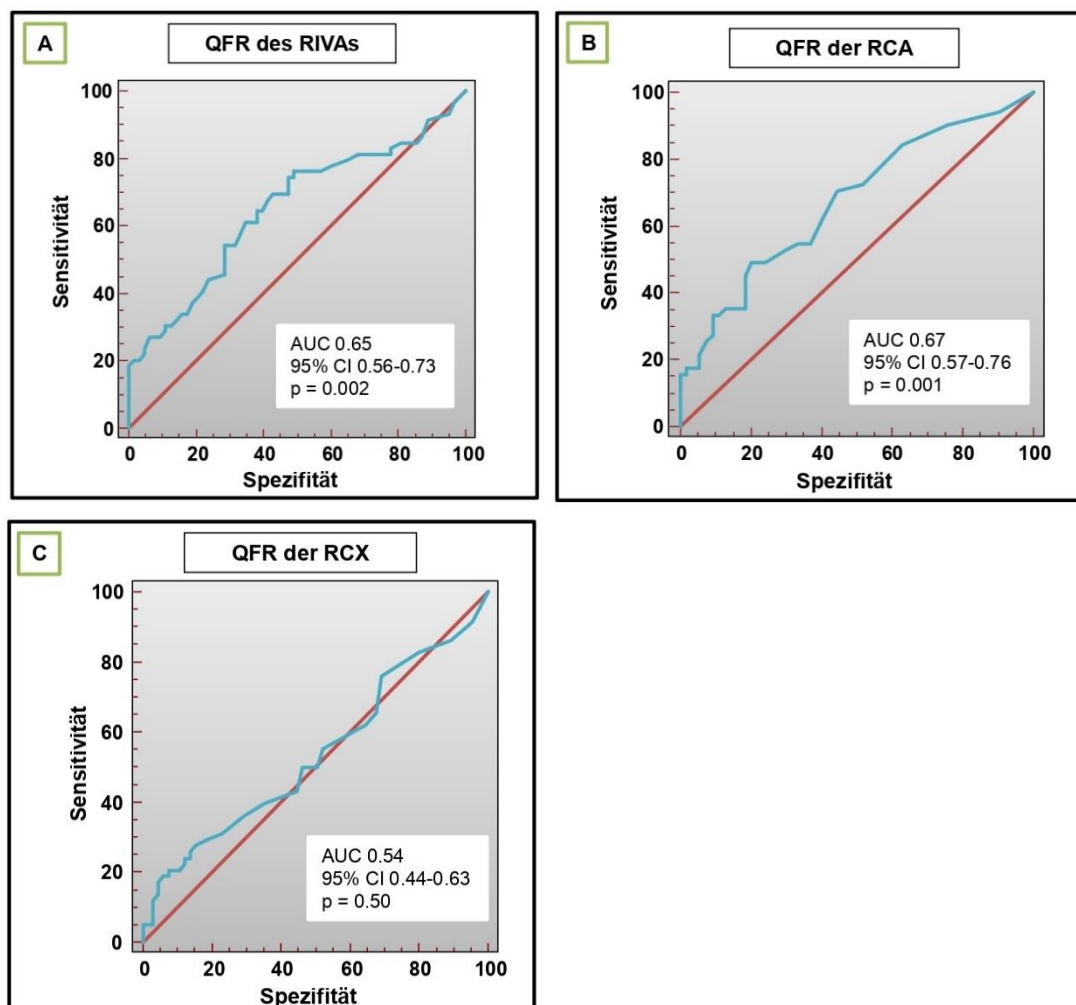 A
QFR des RIVAs
100
80
60
40
20
0
Sensitivität
AUC 0.65
95% CI 0.56-0.73
p = 0.002
0 20 40 60 80 100
Spezifität
B
QFR der RCA
100
80
60
40
20
0
Sensitivität
AUC 0.67
95% CI 0.57-0.76
p = 0.001
0 20 40 60 80 100
Spezifität
C
QFR der RCX
100
80
60
40
20
0
Sensitivität
AUC 0.54
95% CI 0.44-0.63
p = 0.50
0 20 40 60 80 100
Spezifität